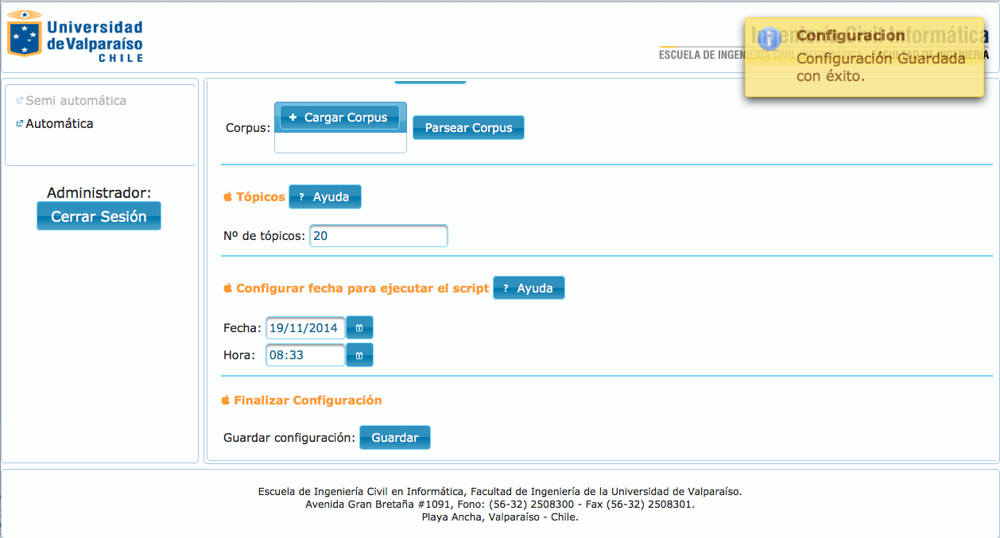 Universidad
de Valparaíso
CHILE
Ingeniería Civil Informática
ESCUELA DE INGENIERÍA CIVIL INFORMÁTICA / FACULTAD DE INGENIERÍA
Configuración
Configuración Guardada
con éxito.
Semi automática
Automática
Administrador:
Cerrar Sesión
Corpus:
+ Cargar Corpus
Parsear Corpus
Tópicos
? Ayuda
Nº de tópicos: 20
Configurar fecha para ejecutar el script
? Ayuda
Fecha: 19/11/2014
Hora: 08:33
Finalizar Configuración
Guardar configuración: Guardar
Escuela de Ingeniería Civil en Informática, Facultad de Ingeniería de la Universidad de Valparaíso.
Avenida Gran Bretaña #1091, Fono: (56-32) 2508300 - Fax (56-32) 2508301.
Playa Ancha, Valparaíso - Chile.